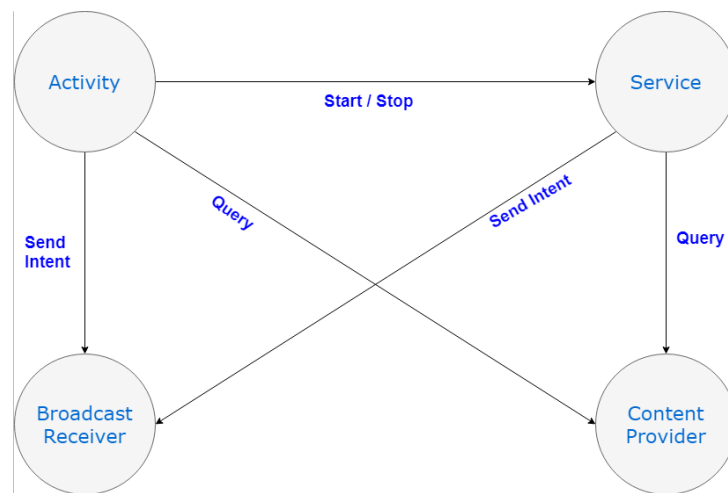 Activity
Service
Start / Stop
Query
Send Intent
Send
Intent
Query
Broadcast
Receiver
Content
Provider